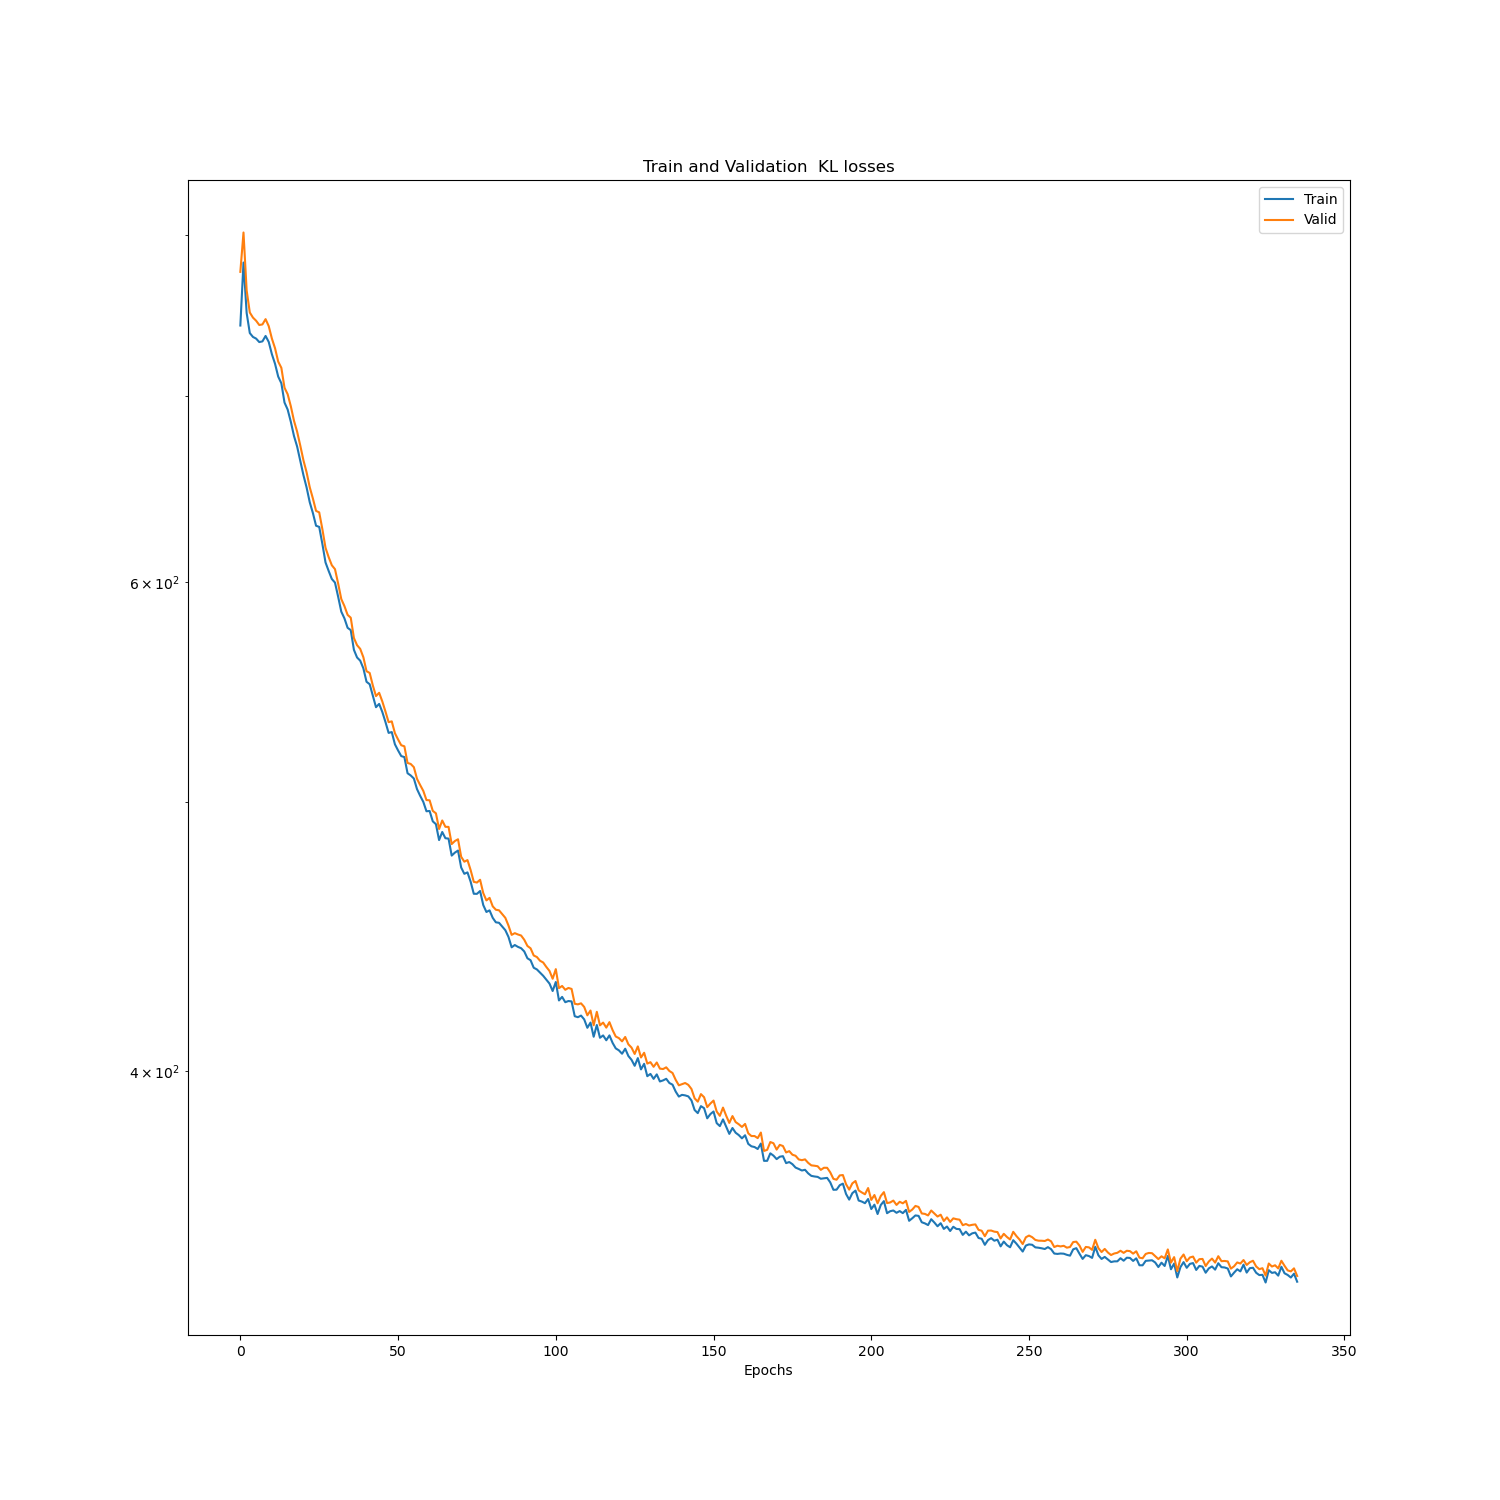 Train and Validation  KL losses
Train
Valid
6 × 10²
4 × 10²
0 50 100 150 200 250 300 350
Epochs